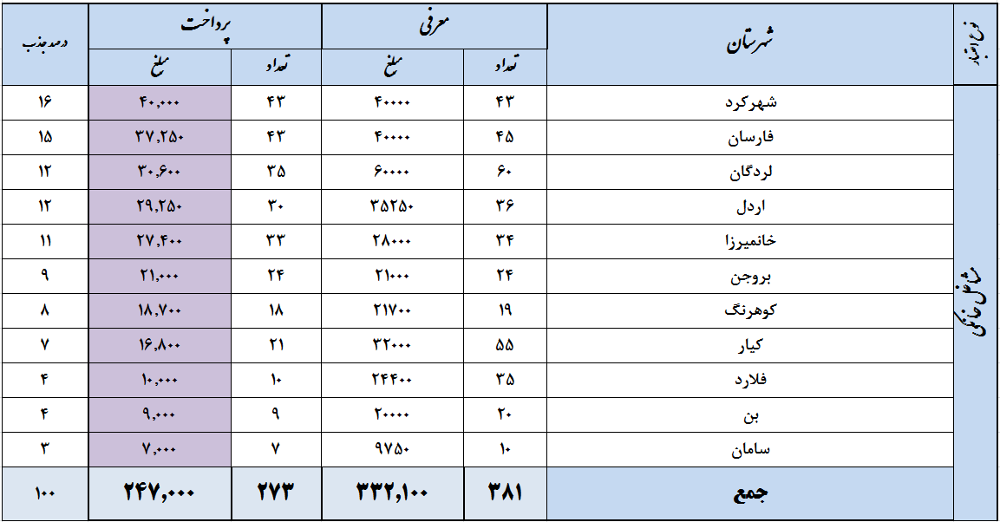 نوع اعتبار شهرستان معرفی پرداخت درصد جذب
تعداد مبلغ تعداد مبلغ
مشاغل خانگی
شهرکرد ۴۳ ۴۰۰۰۰ ۴۳ ۴۰,۰۰۰ ۱۶
فارسان ۴۵ ۴۰۰۰۰ ۴۳ ۳۷,۲۵۰ ۱۵
لردگان ۶۰ ۶۰۰۰۰ ۳۵ ۳۰,۶۰۰ ۱۲
اردل ۳۶ ۳۵۲۵۰ ۳۰ ۲۹,۲۵۰ ۱۲
خانمیرزا ۳۴ ۲۸۰۰۰ ۳۳ ۲۷,۴۰۰ ۱۱
بروجن ۲۴ ۲۱۰۰۰ ۲۴ ۲۱,۰۰۰ ۹
کوهرنگ ۱۹ ۲۱۷۰۰ ۱۸ ۱۸,۷۰۰ ۸
کیار ۵۵ ۳۲۰۰۰ ۲۱ ۱۶,۸۰۰ ۷
فلارد ۳۵ ۲۴۴۰۰ ۱۰ ۱۰,۰۰۰ ۴
بن ۲۰ ۲۰۰۰۰ ۹ ۹,۰۰۰ ۴
سامان ۱۰ ۹۷۵۰ ۷ ۷,۰۰۰ ۳
جمع ۳۸۱ ۳۳۲,۱۰۰ ۲۷۳ ۲۴۷,۰۰۰ ۱۰۰